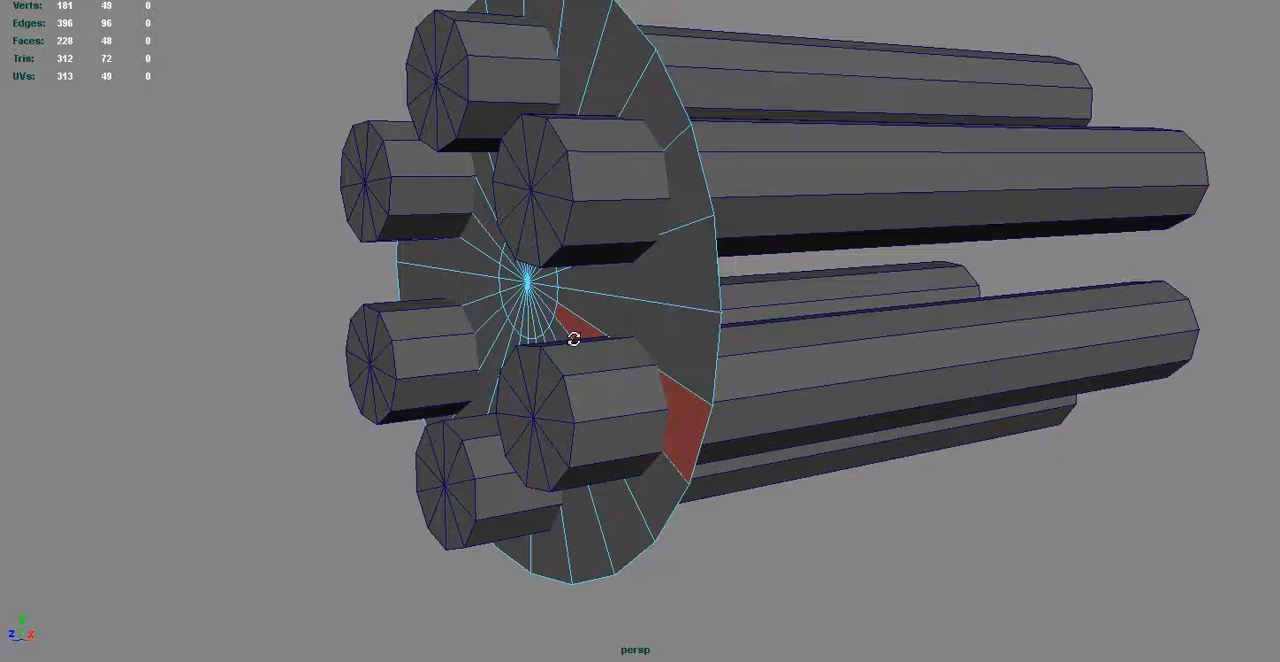 Verts: 181 49 0
Edges: 396 96 0
Faces: 228 48 0
Tris: 312 72 0
UVs: 313 49 0
y
z x
persp